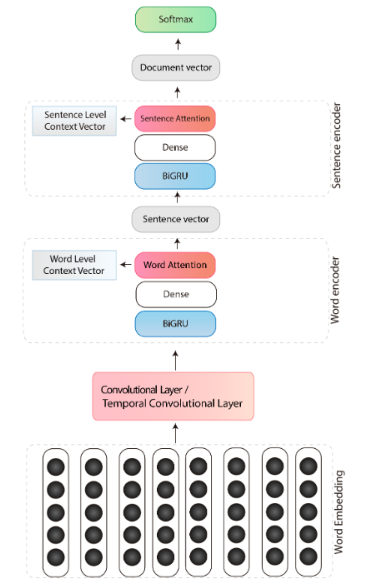 Softmax
Document vector
Sentence Level
Context Vector
Sentence Attention
Dense
BiGRU
Sentence encoder
Sentence vector
Word Level
Context Vector
Word Attention
Dense
BiGRU
Word encoder
Convolutional Layer /
Temporal Convolutional Layer
Word Embedding